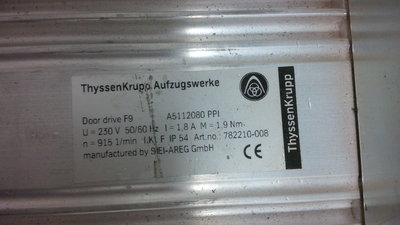 ThyssenKrupp Aufzugswerke
Door drive F9 A5112080 PPI
U = 230 V 50/60 Hz I = 1,8 A M = 1,9 Nm
n = 915 1/min I.Kl. F IP 54 Art.no.: 782210-008
manufactured by SIEI-AREG GmbH
CE
ThyssenKrupp